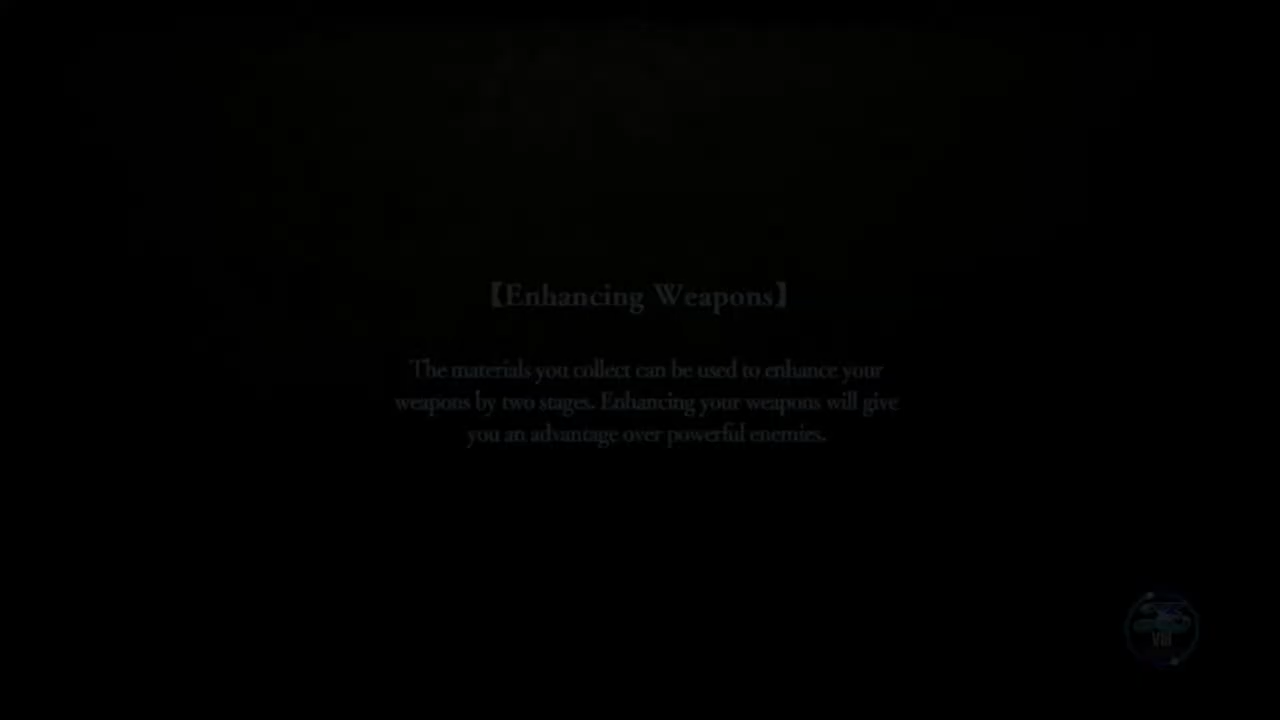 【Enhancing Weapons】
The materials you collect can be used to enhance your
weapons by two stages. Enhancing your weapons will give
you an advantage over powerful enemies.
VIII